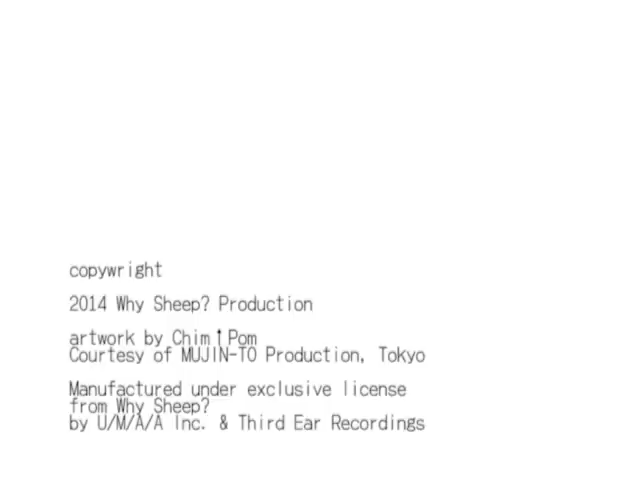 copywright
2014 Why Sheep? Production
artwork by Chim↑Pom
Courtesy of MUJIN-TO Production, Tokyo
Manufactured under exclusive license
from Why Sheep?
by U/M/A/A Inc. & Third Ear Recordings